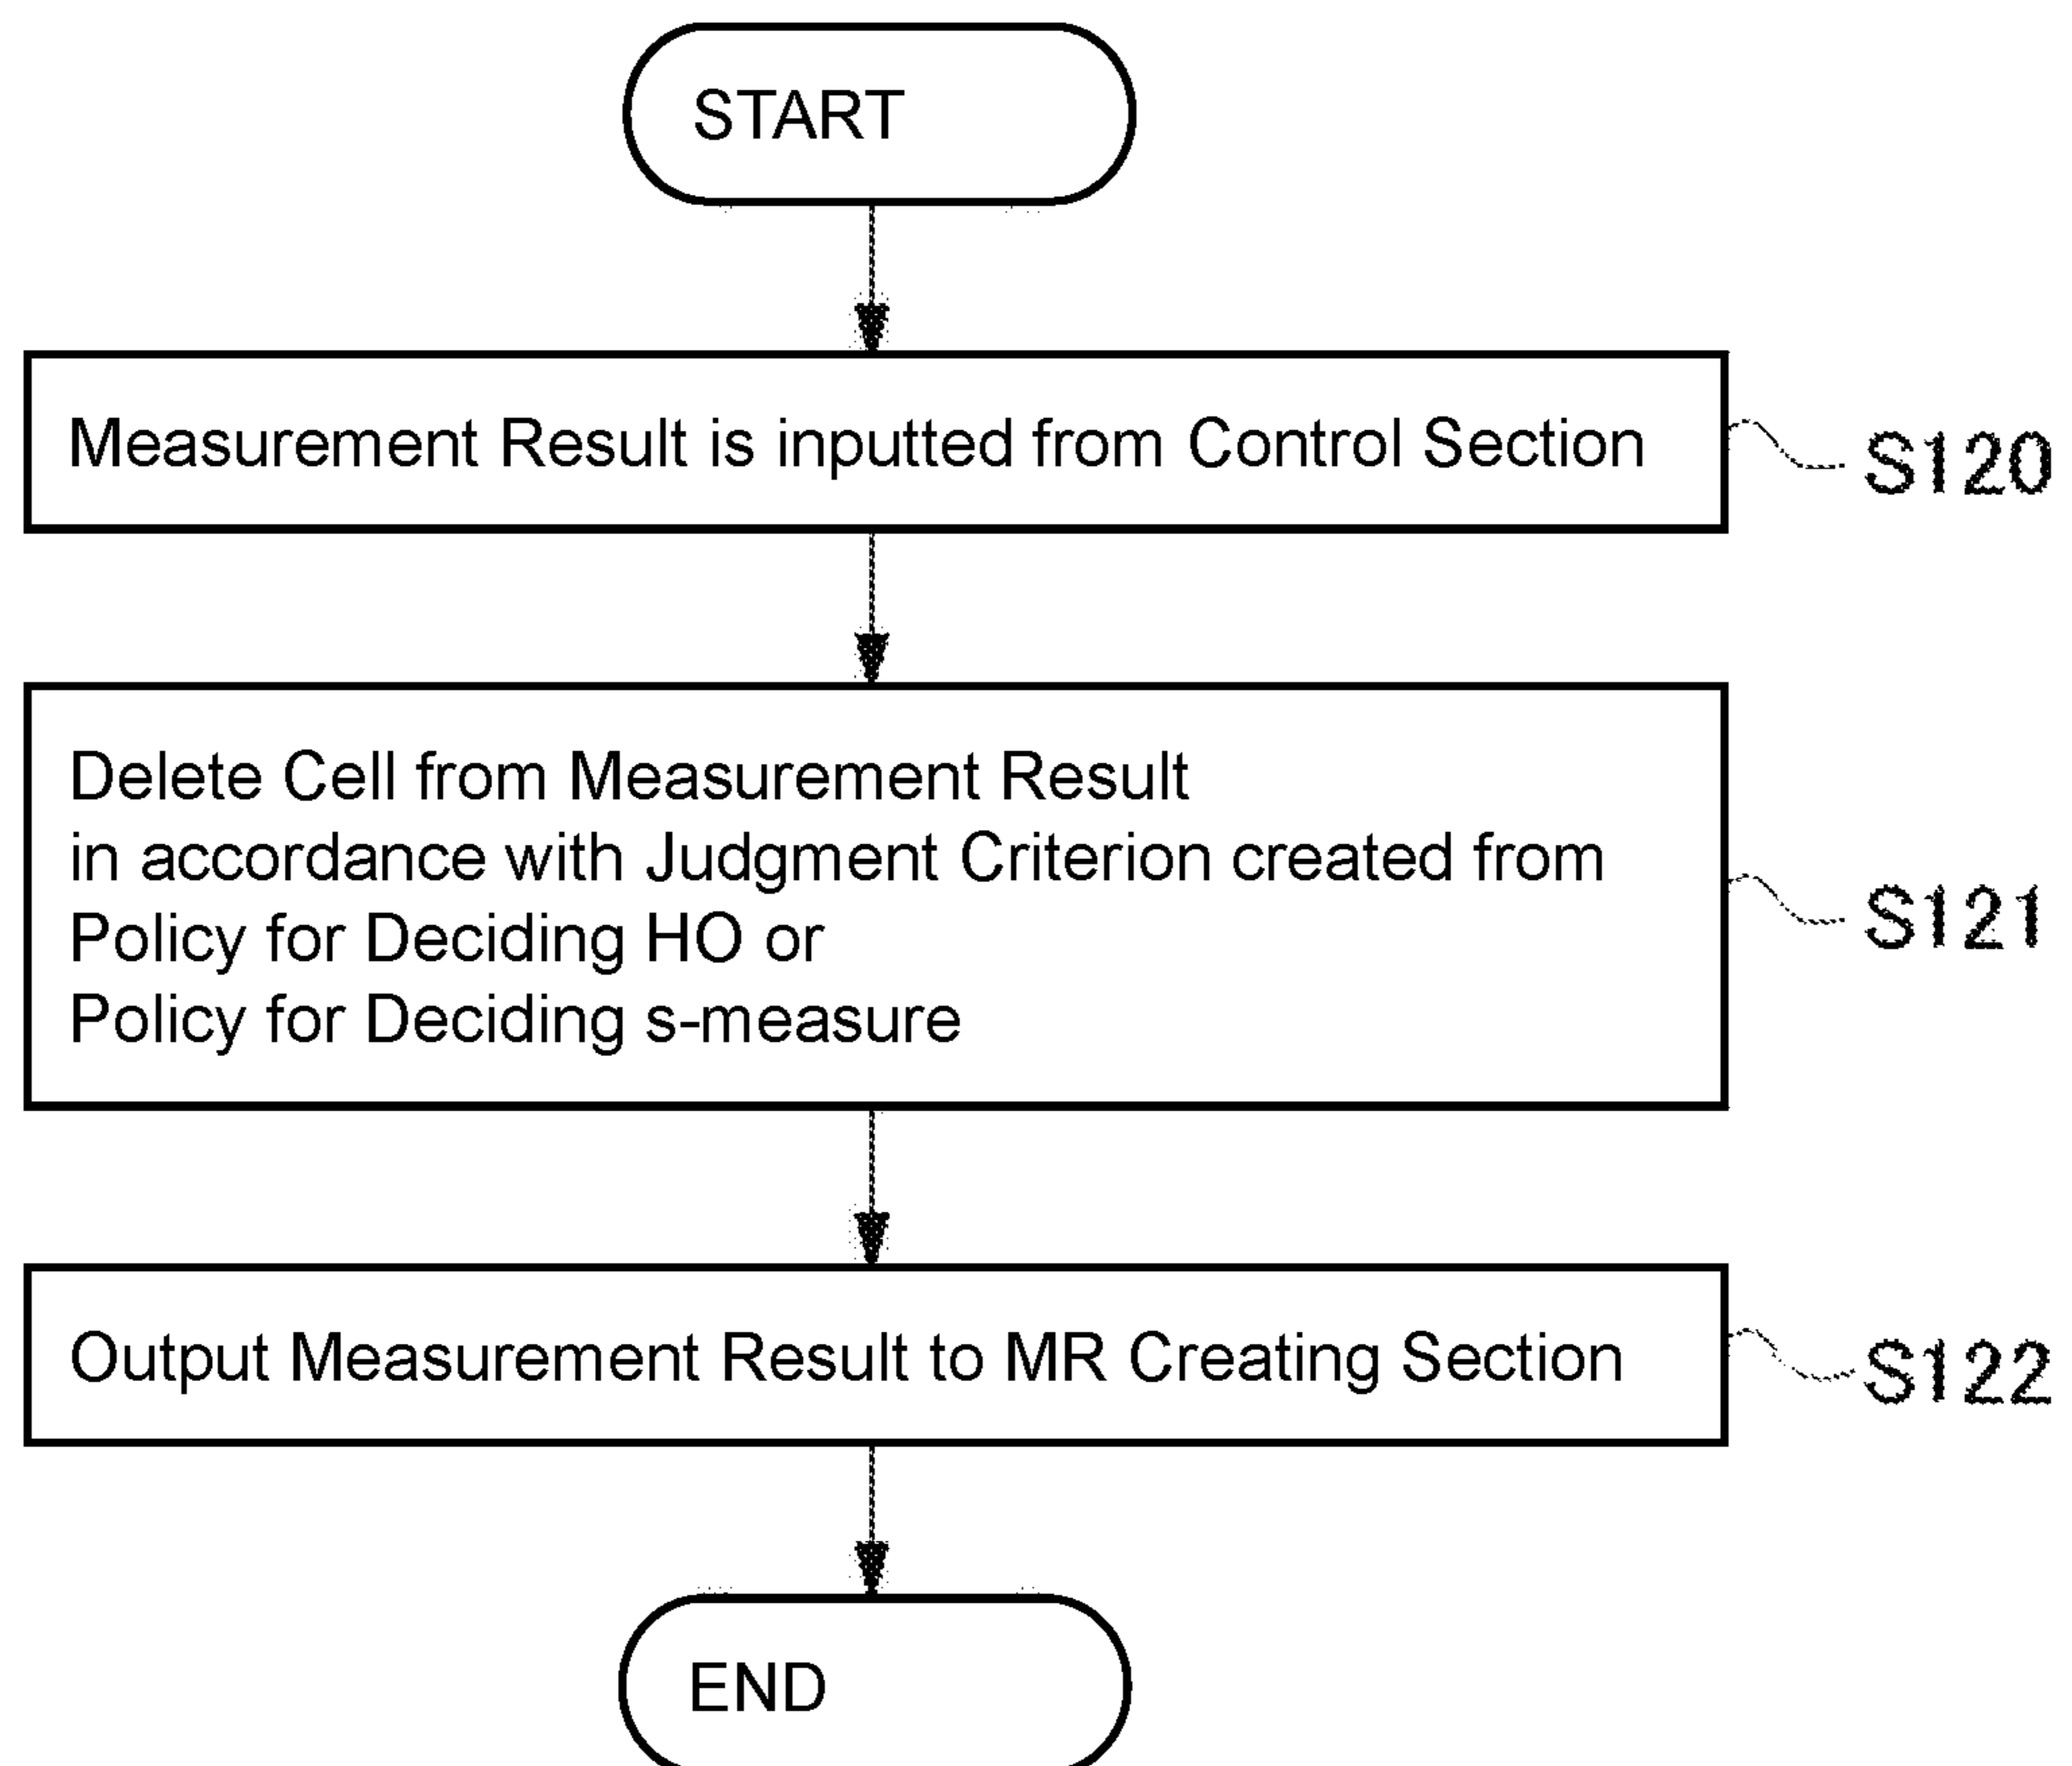 START
Measurement Result is inputted from Control Section
S120
Delete Cell from Measurement Result
in accordance with Judgment Criterion created from
Policy for Deciding HO or
Policy for Deciding s-measure
S121
Output Measurement Result to MR Creating Section
S122
END